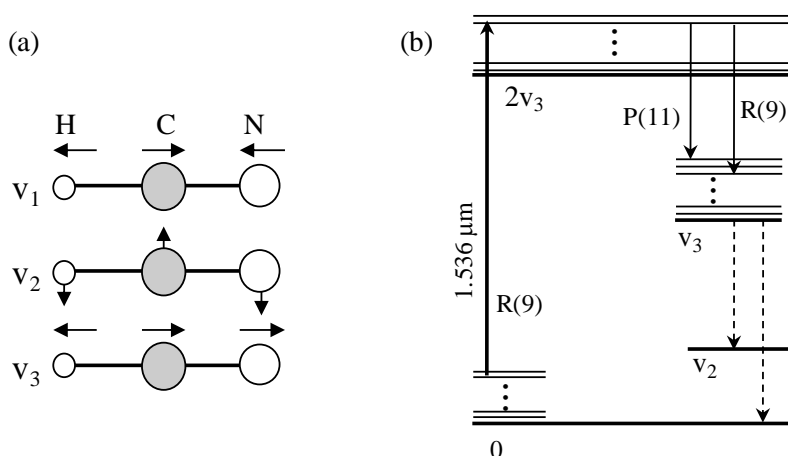 (a)
H C N
v1
v2
v3
(b)
2v3
P(11)
R(9)
v3
1.536 μm
R(9)
v2
0